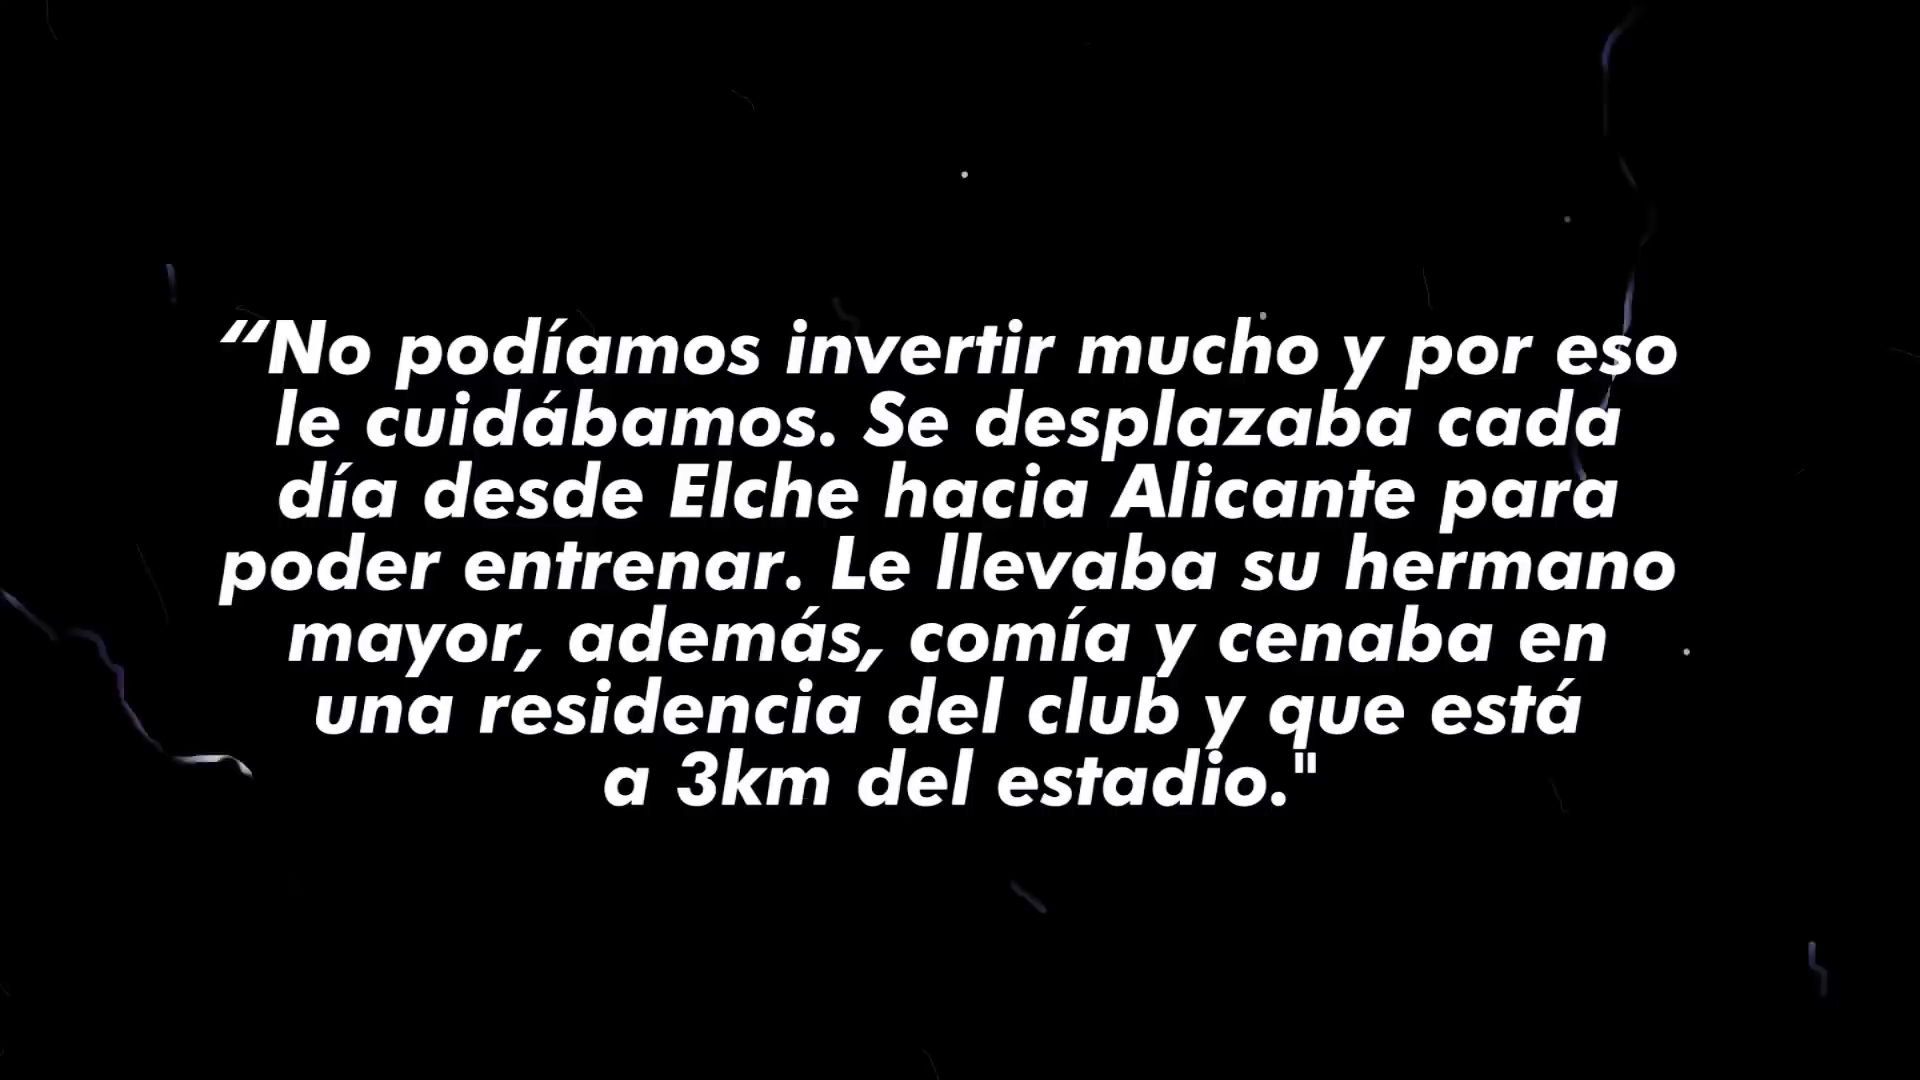 “No podíamos invertir mucho y por eso
le cuidábamos. Se desplazaba cada
día desde Elche hacia Alicante para
poder entrenar. Le llevaba su hermano
mayor, además, comía y cenaba en
una residencia del club y que está
a 3km del estadio."